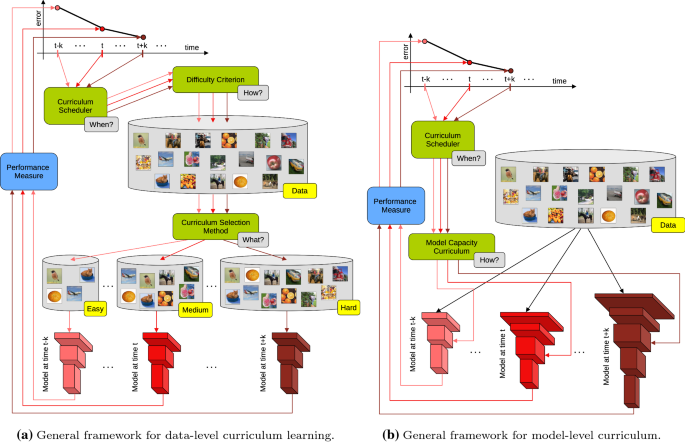 error
t-k ... t ... t+k ... time
Difficulty Criterion
How?
Curriculum
Scheduler
When?
Performance
Measure
Data
Curriculum Selection
Method
What?
Easy
...
Medium
...
Hard
Model at time t-k
...
Model at time t
...
Model at time t+k
(a) General framework for data-level curriculum learning.
error
t-k ... t ... t+k ... time
Curriculum
Scheduler
When?
Performance
Measure
Data
Model Capacity
Curriculum
How?
Model at time t-k
...
Model at time t
...
Model at time t+k
(b) General framework for model-level curriculum.